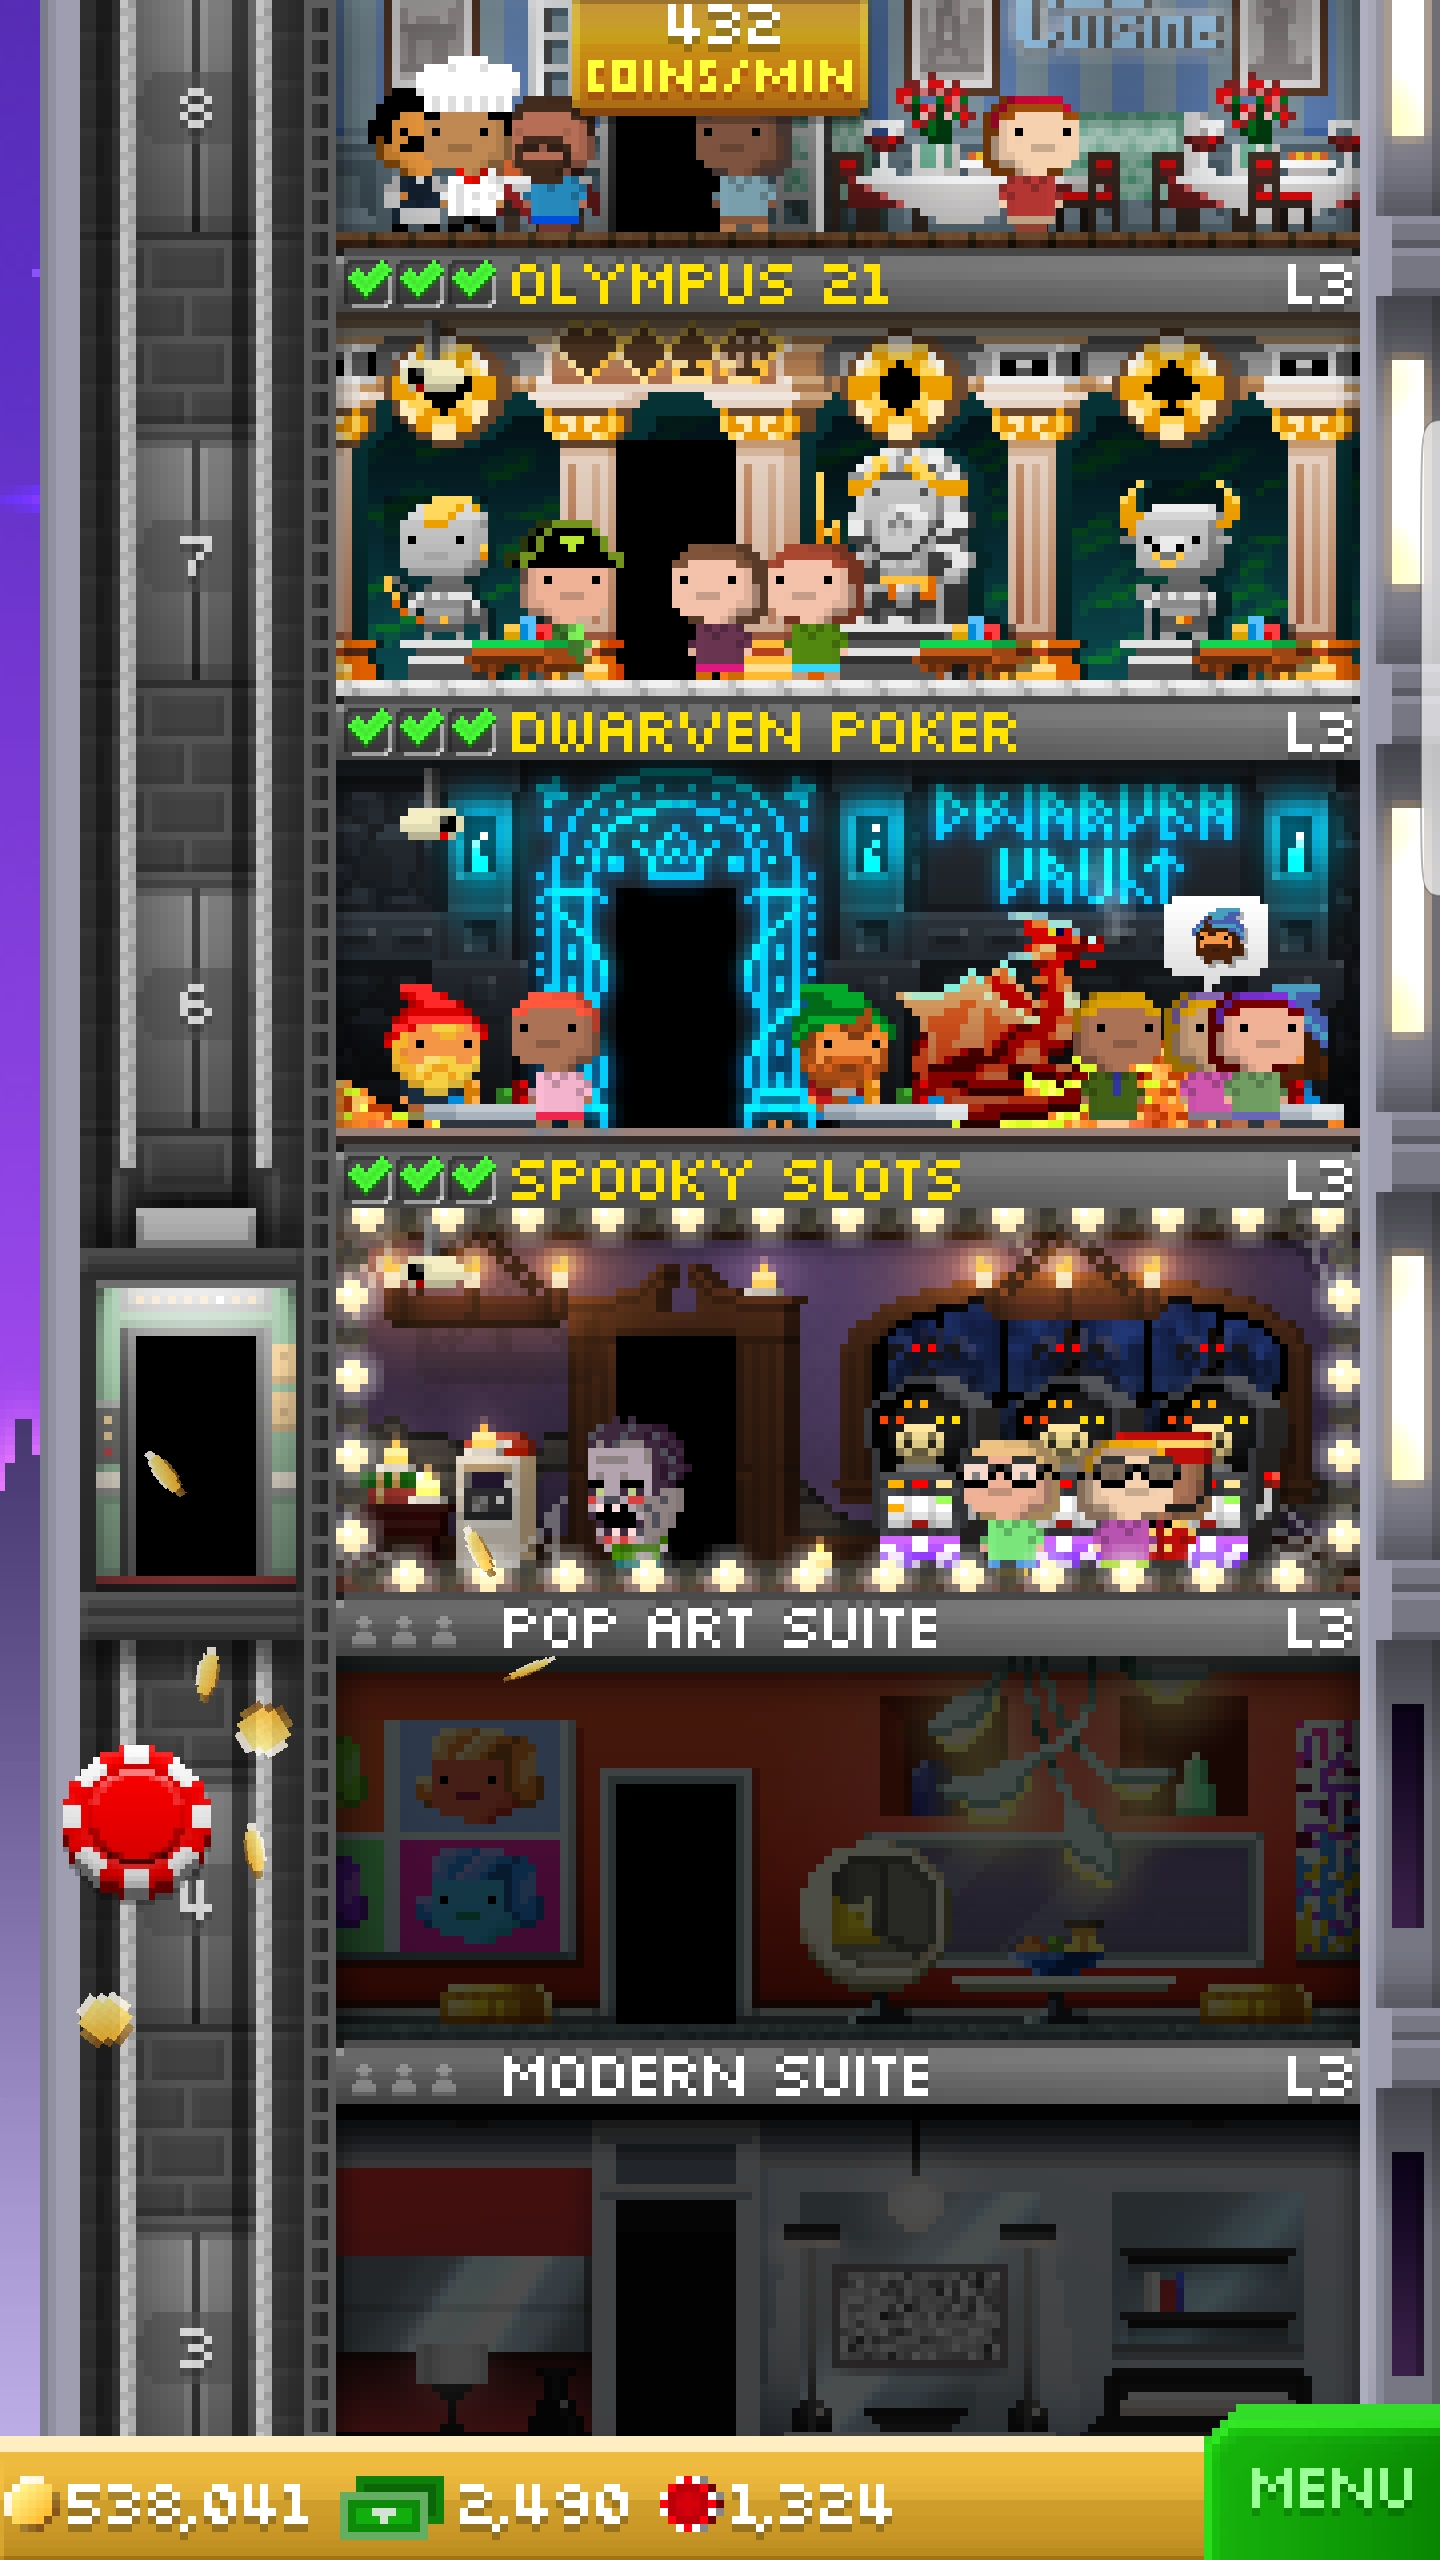 432
COINS/MIN
Cuisine
8
OLYMPUS 21 L3
7
DWARVEN POKER L3
DWARVEN
VAULT
6
SPOOKY SLOTS L3
POP ART SUITE L3
4
MODERN SUITE L3
3
538,041 2,490 1,324 MENU